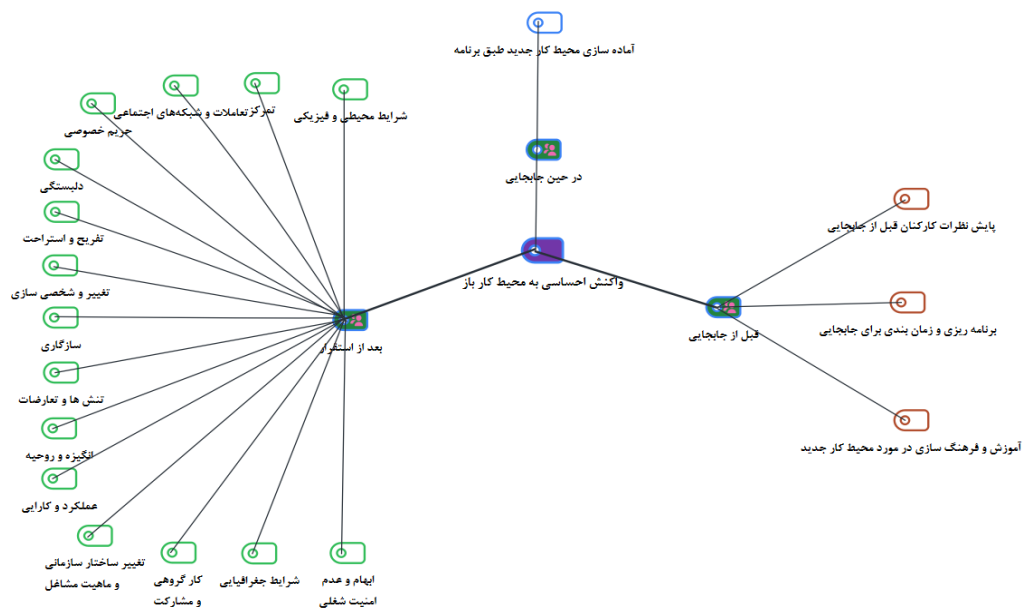 آماده سازی محیط کار جدید طبق برنامه
شرایط محیطی و فیزیکی
تمرکز
تعاملات و شبکه‌های اجتماعی
حریم خصوصی
در حین جابجایی
دلبستگی
پایش نظرات کارکنان قبل از جابجایی
تفریح و استراحت
واکنش احساسی به محیط کار باز
تغییر و شخصی سازی
برنامه ریزی و زمان بندی برای جابجایی
قبل از جابجایی
بعد از استقرار
سازگاری
تنش ها و تعارضات
آموزش و فرهنگ سازی در مورد محیط کار جدید
انگیزه و روحیه
عملکرد و کارایی
تغییر ساختار سازمانی
و ماهیت مشاغل
کار گروهی
و مشارکت
شرایط جغرافیایی
ابهام و عدم
امنیت شغلی